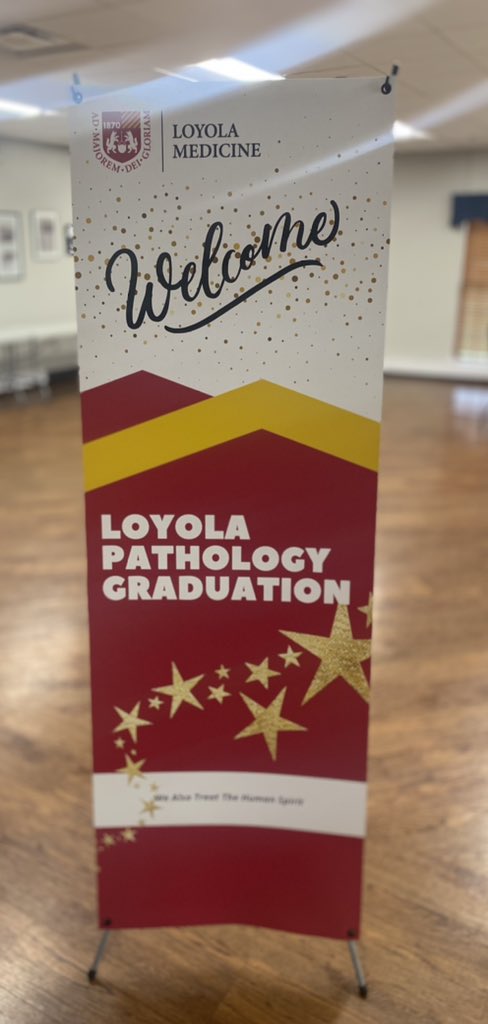 1870
AD·MAIOREM·DEI·GLORIAM
LOYOLA
MEDICINE
Welcome
LOYOLA
PATHOLOGY
GRADUATION
We Also Treat The Human Spirit